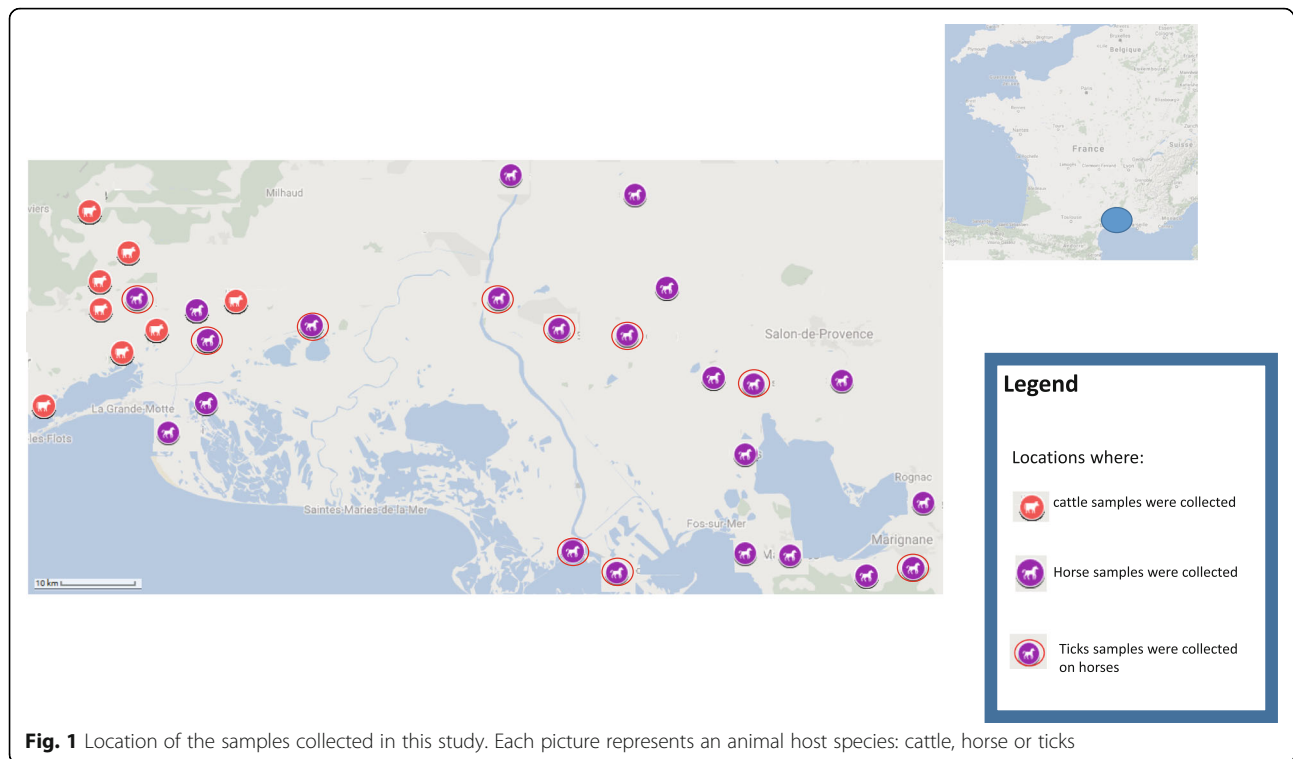 Milhaud
viers
Salon-de-Provence
La Grande-Motte
les-Flots
Rognac
Saintes-Maries-de-la-Mer
Fos-sur-Mer
Marignane
10 km
Belgique
Paris
France
Suisse
Legend
Locations where:
cattle samples were collected
Horse samples were collected
Ticks samples were collected
on horses
Fig. 1 Location of the samples collected in this study. Each picture represents an animal host species: cattle, horse or ticks